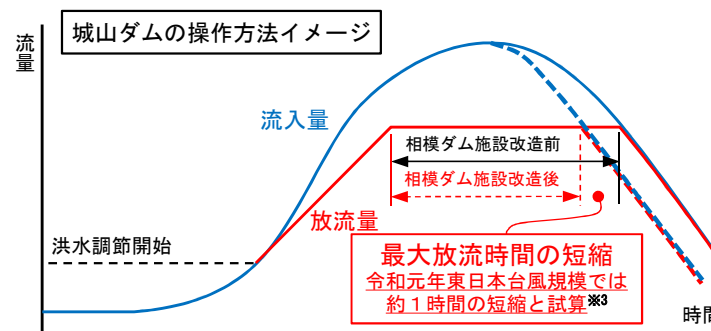 城山ダムの操作方法イメージ
流量
流入量
相模ダム施設改造前
相模ダム施設改造後
放流量
洪水調節開始
最大放流時間の短縮
令和元年東日本台風規模では
約１時間の短縮と試算※3
時間